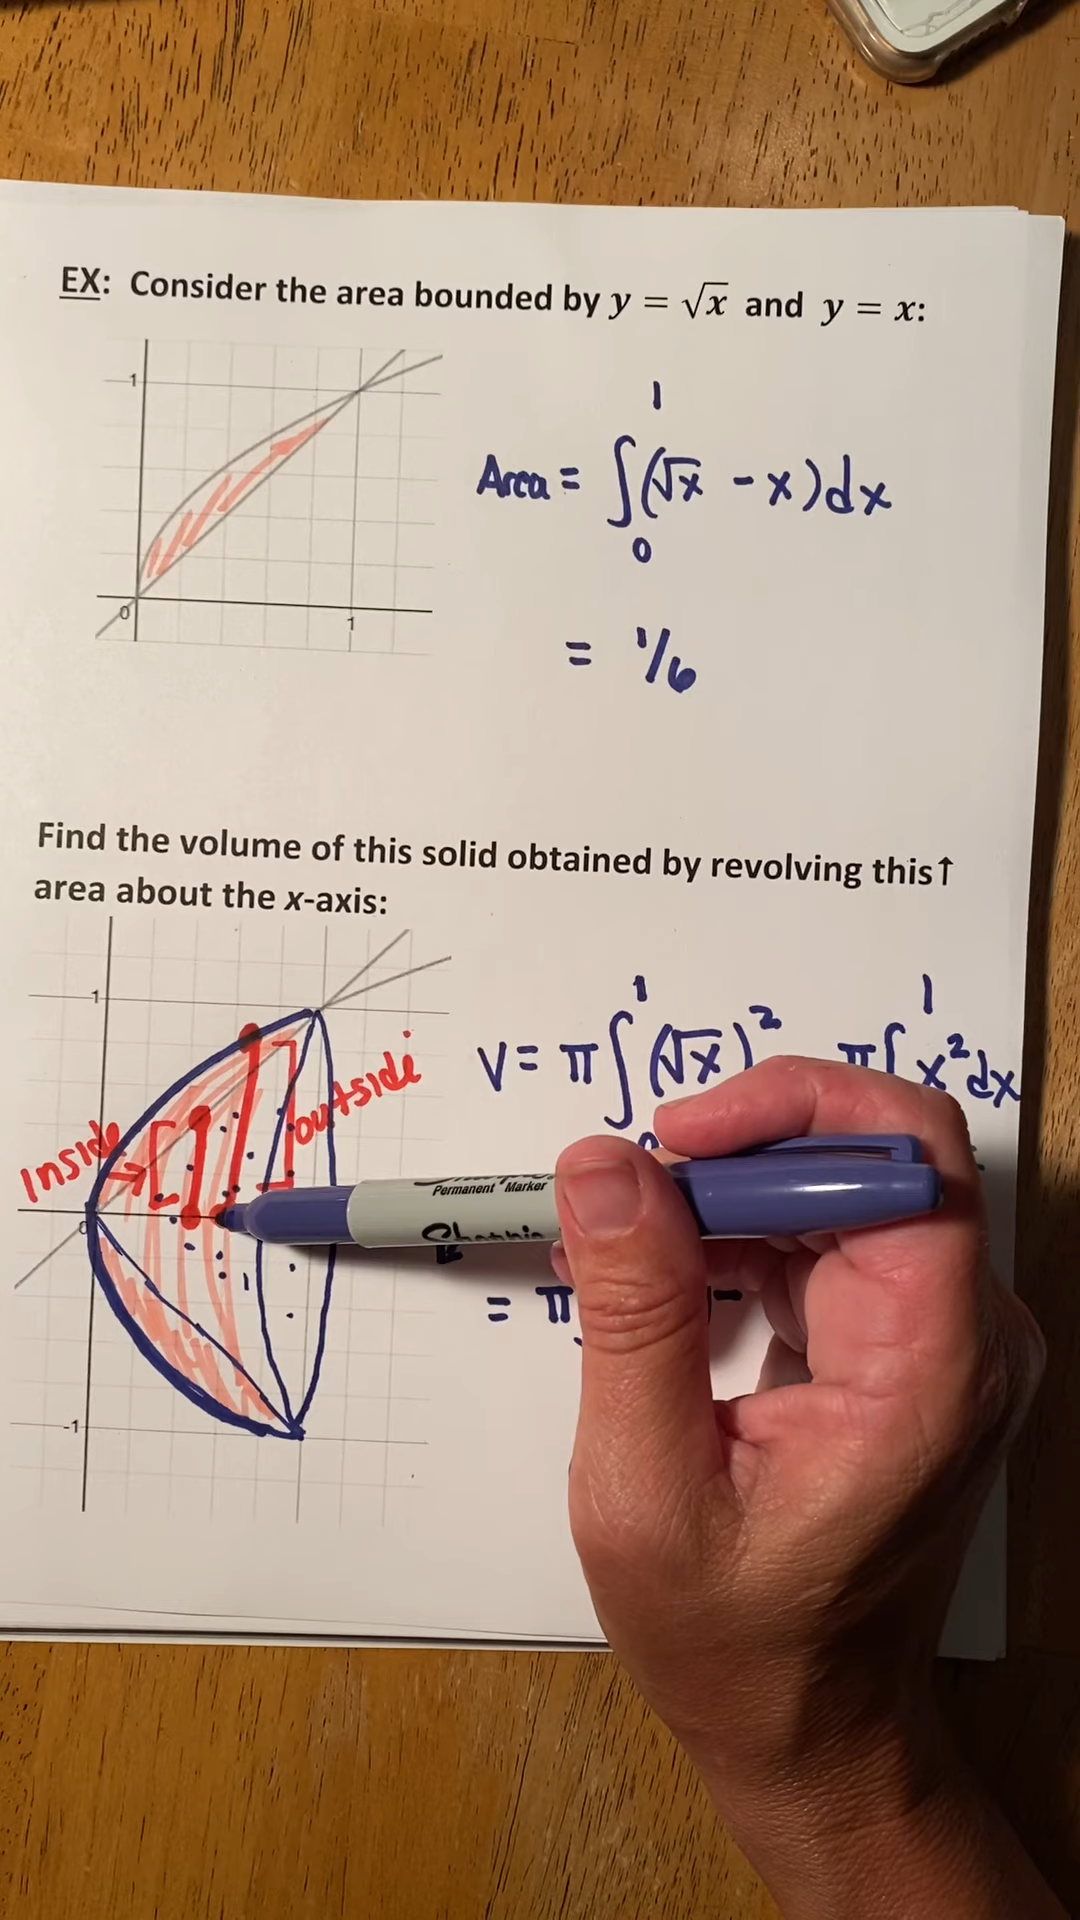 EX: Consider the area bounded by y = √x and y = x:
1
0
1
1
Area = ∫(√x - x)dx
0
= 1/6
Find the volume of this solid obtained by revolving this↑
area about the x-axis:
1
0
-1
Inside
outside
1 1
V = π∫(√x)² π∫x²dx
Permanent Marker
= π